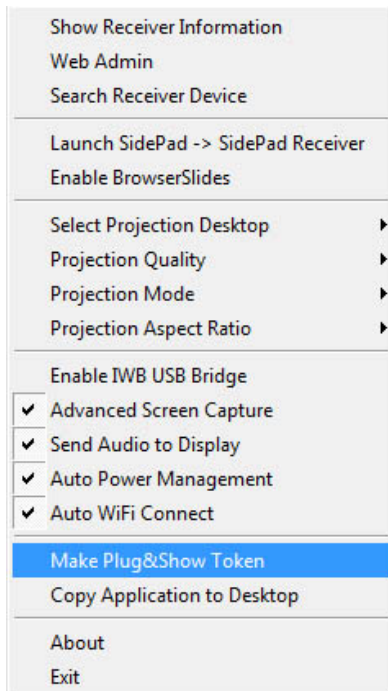 Show Receiver Information
Web Admin
Search Receiver Device
Launch SidePad -> SidePad Receiver
Enable BrowserSlides
Select Projection Desktop
Projection Quality
Projection Mode
Projection Aspect Ratio
Enable IWB USB Bridge
Advanced Screen Capture
Send Audio to Display
Auto Power Management
Auto WiFi Connect
Make Plug&Show Token
Copy Application to Desktop
About
Exit